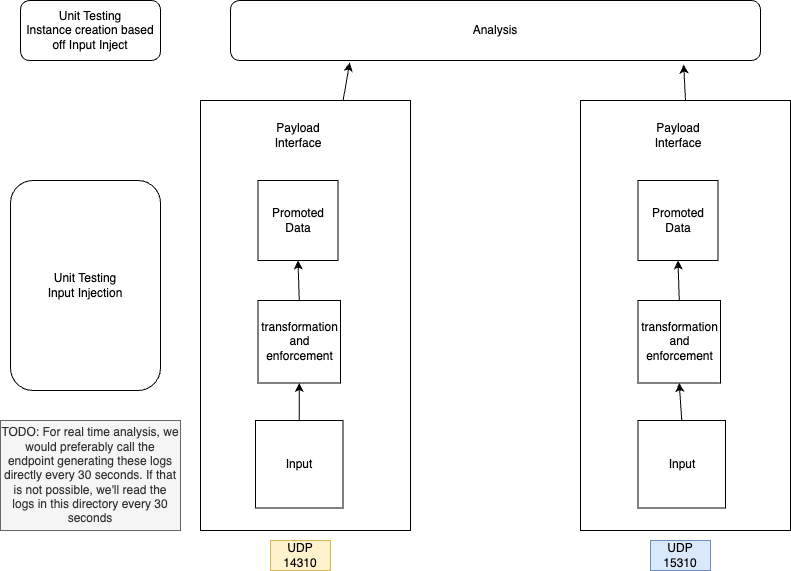 Unit Testing
Instance creation based
off Input Inject
Analysis
Payload
Interface
Promoted
Data
transformation
and
enforcement
Input
UDP
14310
Payload
Interface
Promoted
Data
transformation
and
enforcement
Input
UDP
15310
Unit Testing
Input Injection
TODO: For real time analysis, we
would preferably call the
endpoint generating these logs
directly every 30 seconds. If that
is not possible, we'll read the
logs in this directory every 30
seconds